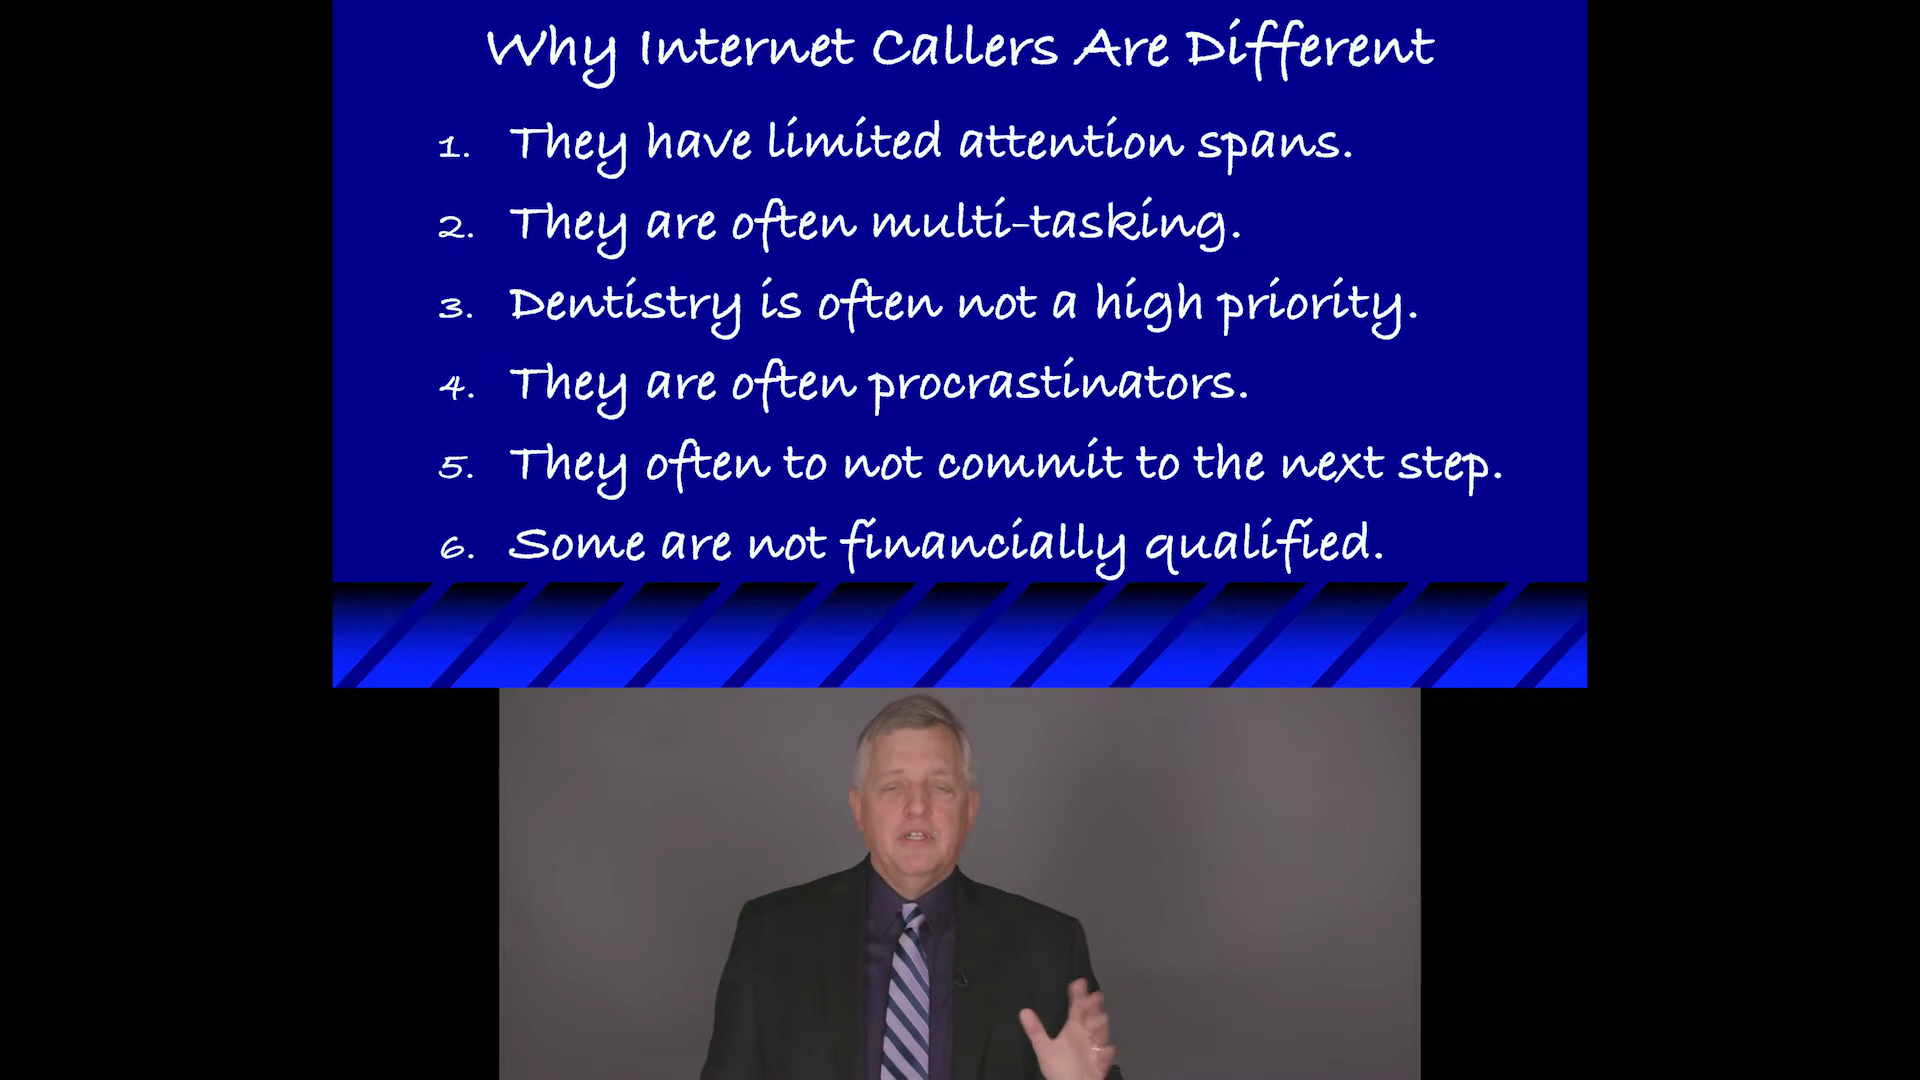 Why Internet Callers Are Different
1. They have limited attention spans.
2. They are often multi-tasking.
3. Dentistry is often not a high priority.
4. They are often procrastinators.
5. They often to not commit to the next step.
6. Some are not financially qualified.